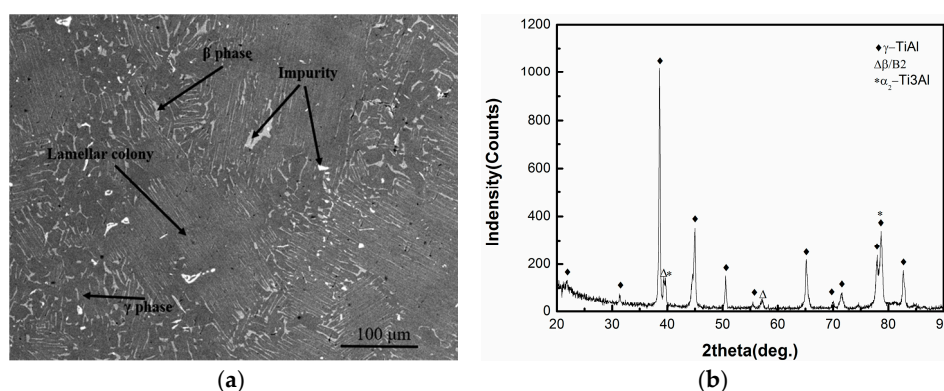 β phase
Impurity
Lamellar colony
γ phase
100 µm
(a)
1200
1000
800
600
400
200
0
Indensity(Counts)
◆γ–TiAl
Δβ/B2
*α₂–Ti3Al
Δ
*
*
Δ
20 30 40 50 60 70 80 90
2theta(deg.)
(b)